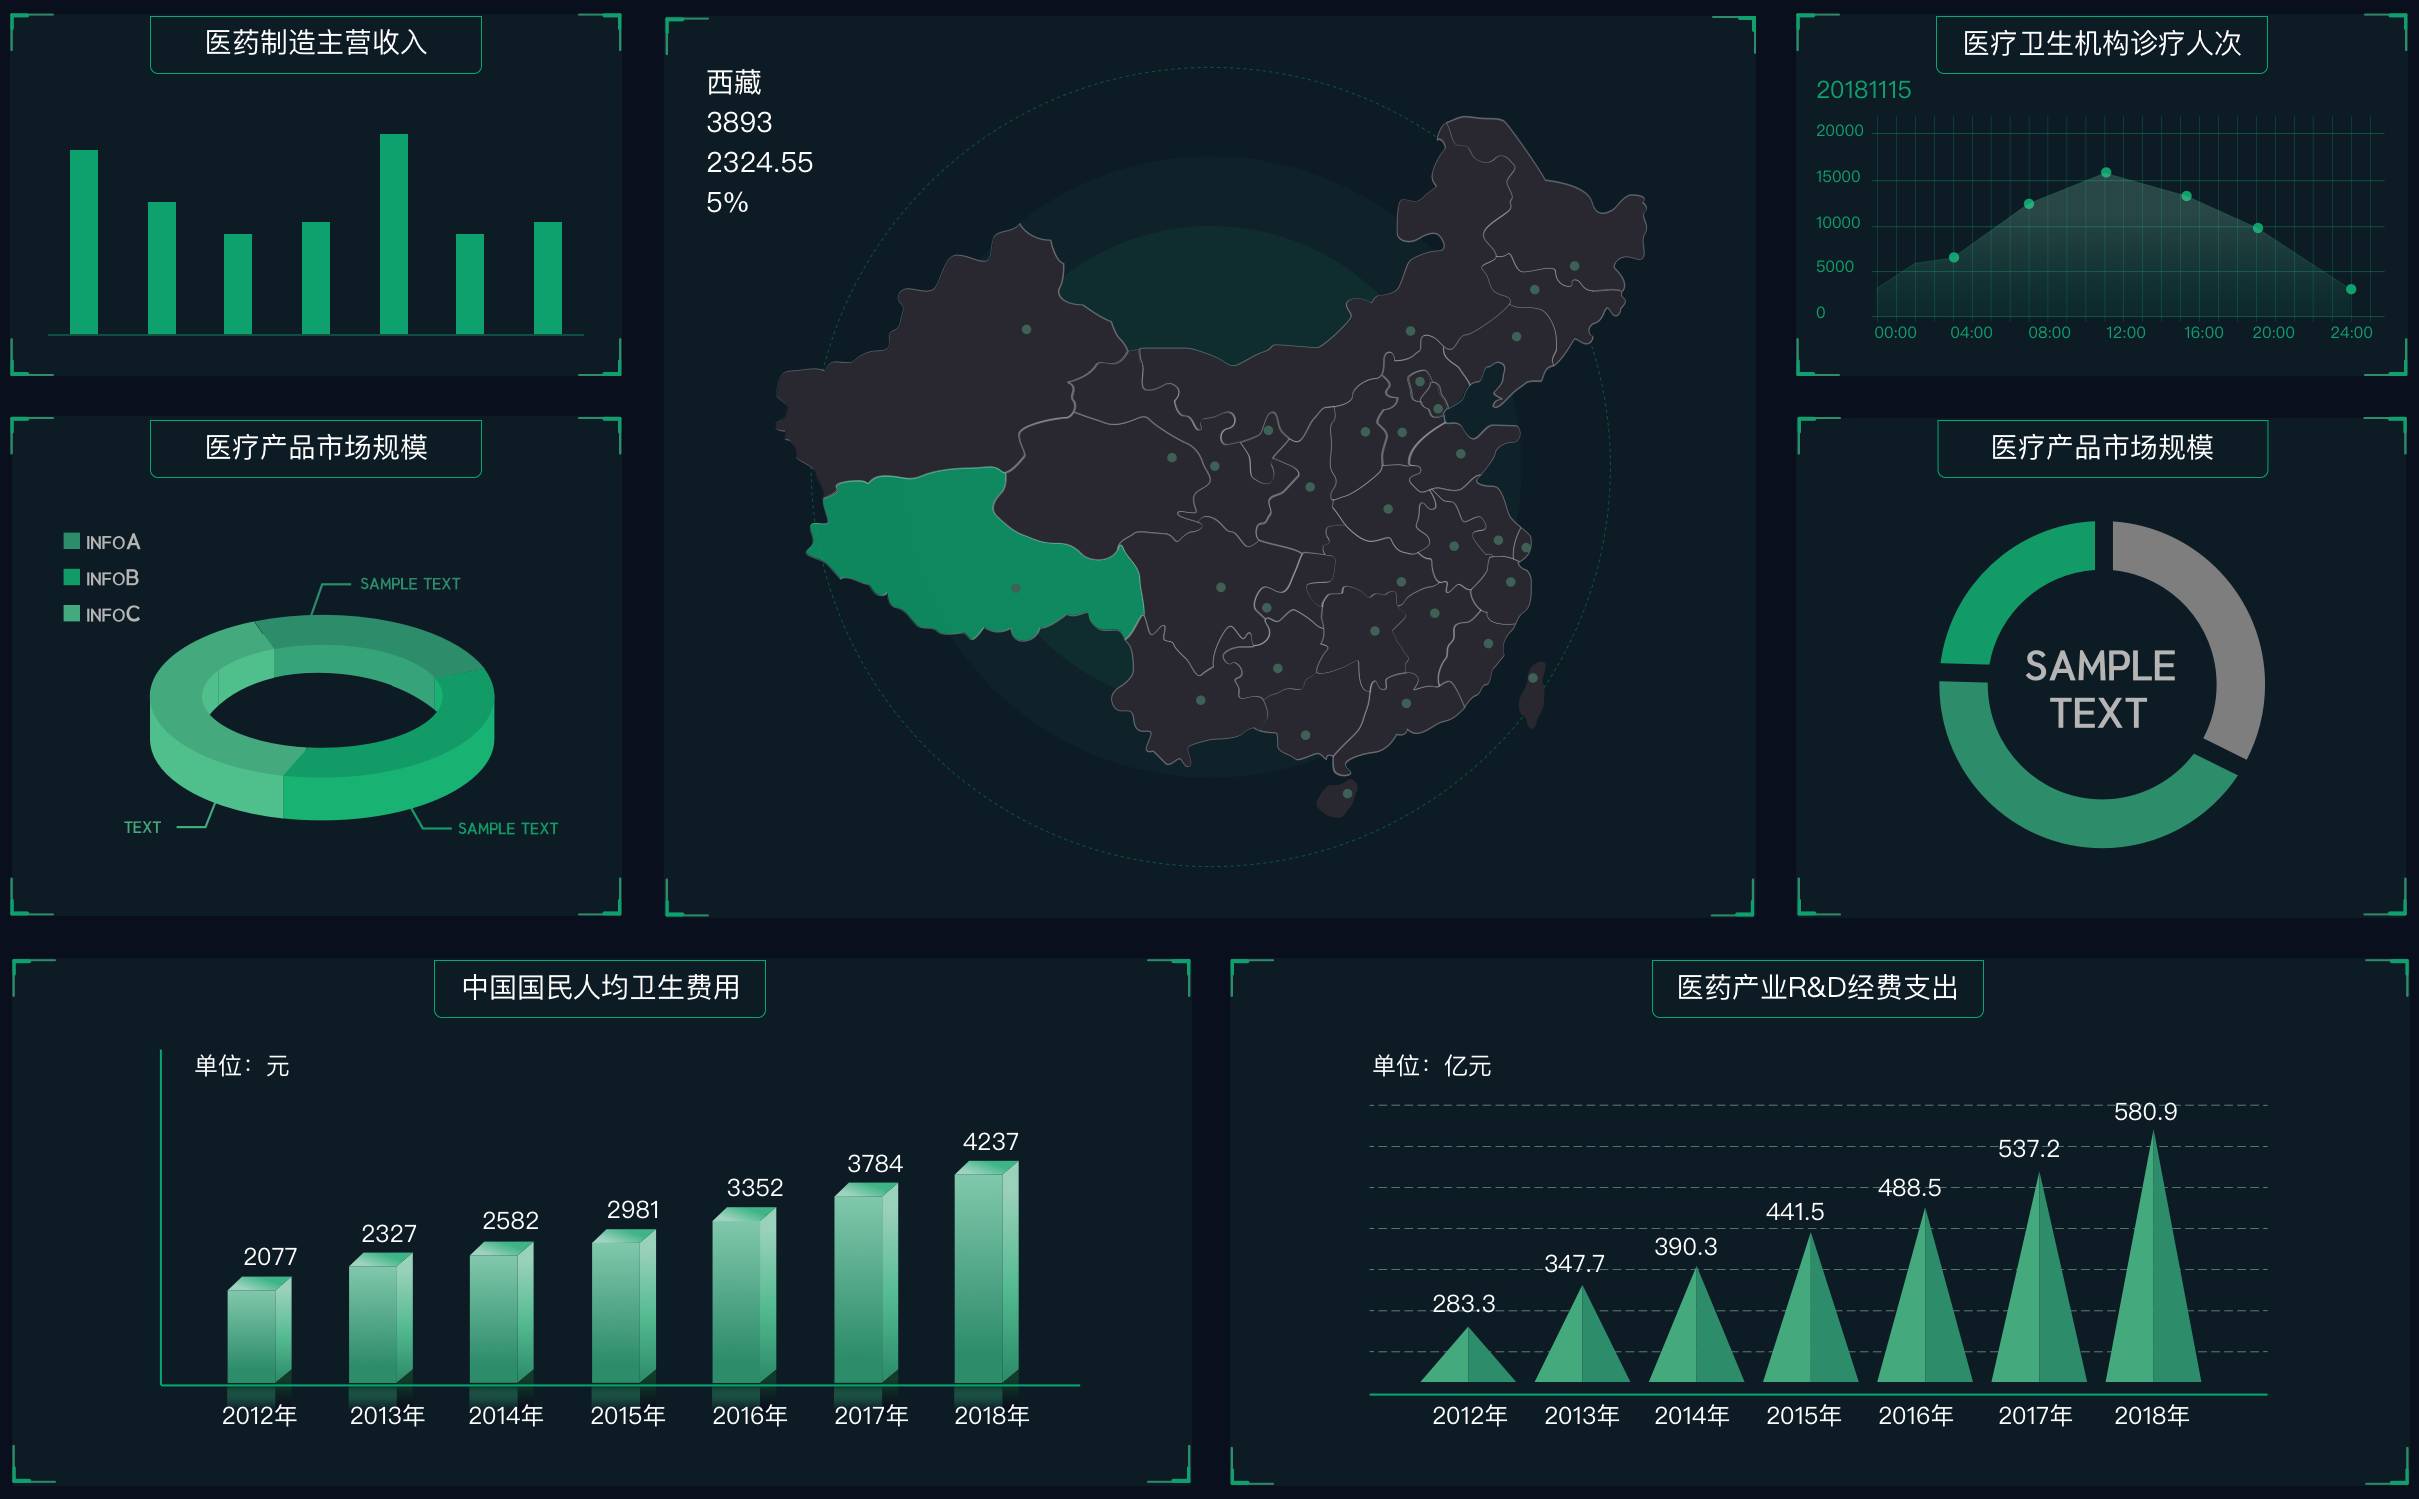 医药制造主营收入
西藏
3893
2324.55
5%
医疗卫生机构诊疗人次
20181115
20000
15000
10000
5000
0
00:00 04:00 08:00 12:00 16:00 20:00 24:00
医疗产品市场规模
INFOA
INFOB
INFOC
SAMPLE TEXT
TEXT
SAMPLE TEXT
医疗产品市场规模
SAMPLE
TEXT
中国国民人均卫生费用
单位：元
2077 2327 2582 2981 3352 3784 4237
2012年 2013年 2014年 2015年 2016年 2017年 2018年
医药产业R&D经费支出
单位：亿元
283.3 347.7 390.3 441.5 488.5 537.2 580.9
2012年 2013年 2014年 2015年 2016年 2017年 2018年